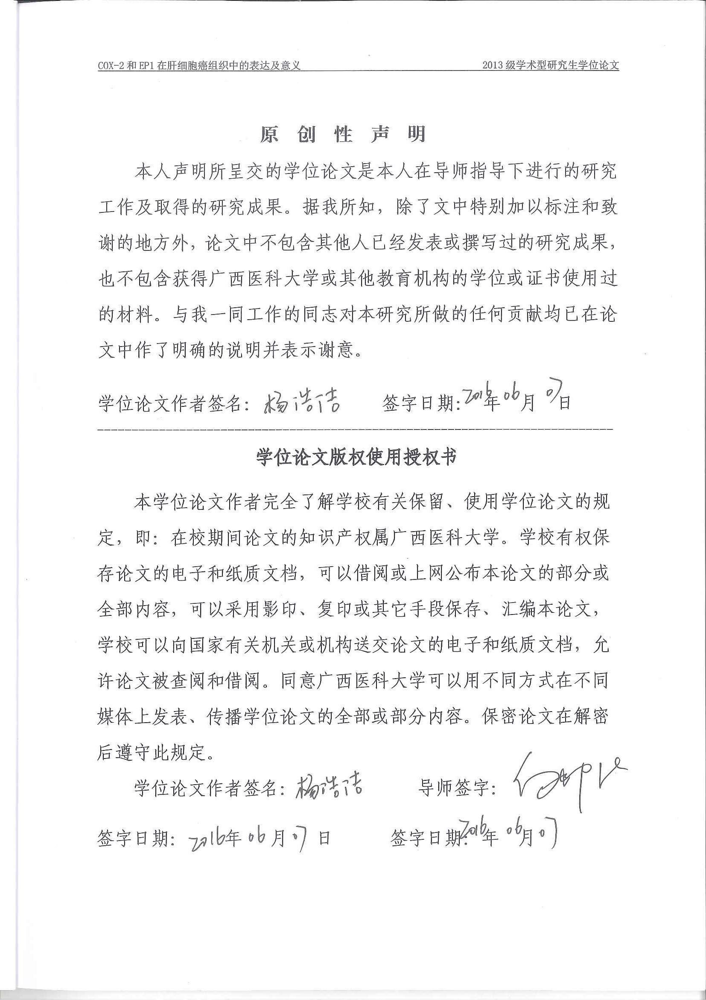 COX-2 和 EP1 在肝细胞癌组织中的表达及意义 2013 级学术型研究生学位论文
原 创 性 声 明
本人声明所呈交的学位论文是本人在导师指导下进行的研究
工作及取得的研究成果。据我所知，除了文中特别加以标注和致
谢的地方外，论文中不包含其他人已经发表或撰写过的研究成果，
也不包含获得广西医科大学或其他教育机构的学位或证书使用过
的材料。与我一同工作的同志对本研究所做的任何贡献均已在论
文中作了明确的说明并表示谢意。
学位论文作者签名：杨浩洁 签字日期：2016年 06 月 07 日
学位论文版权使用授权书
本学位论文作者完全了解学校有关保留、使用学位论文的规
定，即：在校期间论文的知识产权属广西医科大学。学校有权保
存论文的电子和纸质文档，可以借阅或上网公布本论文的部分或
全部内容，可以采用影印、复印或其它手段保存、汇编本论文，
学校可以向国家有关机关或机构送交论文的电子和纸质文档，允
许论文被查阅和借阅。同意广西医科大学可以用不同方式在不同
媒体上发表、传播学位论文的全部或部分内容。保密论文在解密
后遵守此规定。
学位论文作者签名：杨浩洁 导师签字：
签字日期：2016年 06 月 07 日 签字日期：2016年 06 月 07